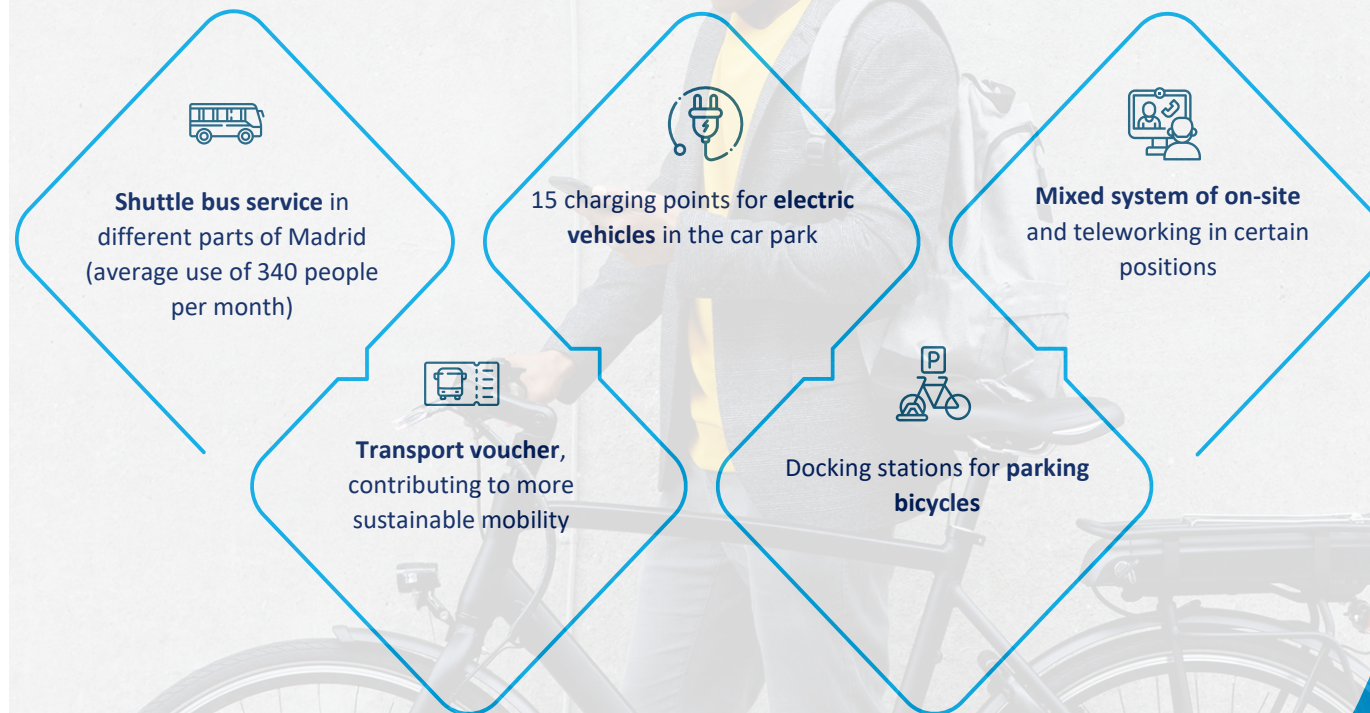 Shuttle bus service in
different parts of Madrid
(average use of 340 people
per month)
Transport voucher,
contributing to more
sustainable mobility
15 charging points for electric
vehicles in the car park
P
Docking stations for parking
bicycles
Mixed system of on-site
and teleworking in certain
positions